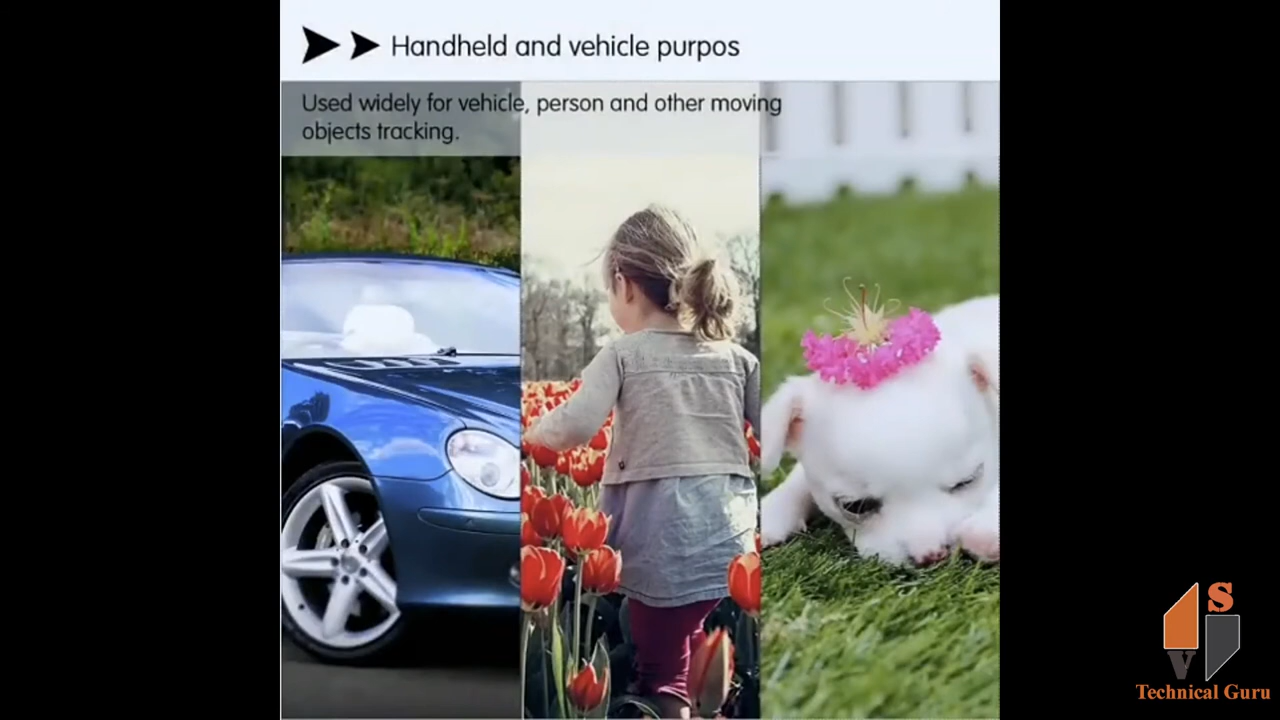 Handheld and vehicle purpos
Used widely for vehicle, person and other moving
objects tracking.
S
V
Technical Guru